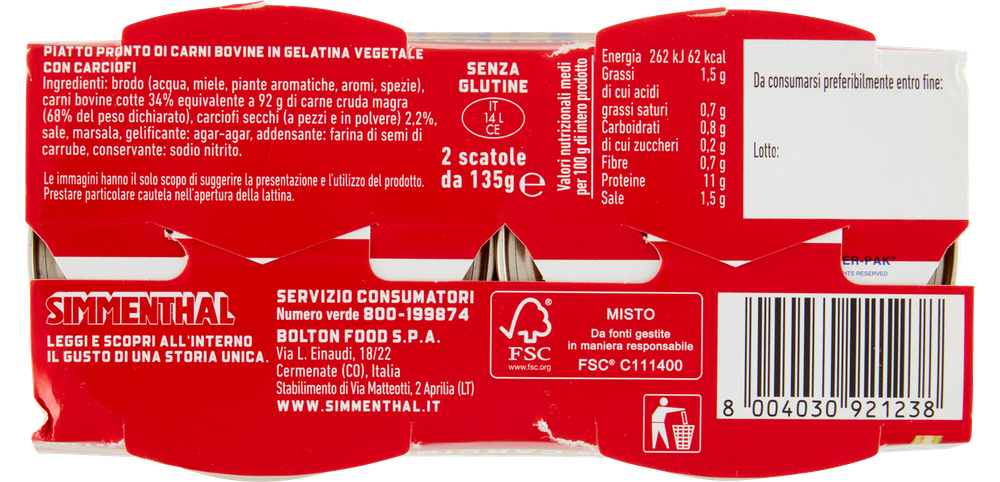 PIATTO PRONTO DI CARNI BOVINE IN GELATINA VEGETALE
CON CARCIOFI
Ingredienti: brodo (acqua, miele, piante aromatiche, aromi, spezie),
carni bovine cotte 34% equivalente a 92 g di carne cruda magra
(68% del peso dichiarato), carciofi secchi (a pezzi e in polvere) 2,2%,
sale, marsala, gelificante: agar-agar, addensante: farina di semi di
carrube, conservante: sodio nitrito.
Le immagini hanno il solo scopo di suggerire la presentazione e l'utilizzo del prodotto.
Prestare particolare cautela nell'apertura della lattina.
SENZA
GLUTINE
IT
14 L
CE
2 scatole
da 135g e
Valori nutrizionali medi
per 100 g di intero prodotto
Energia 262 kJ 62 kcal
Grassi 1,5 g
di cui acidi
grassi saturi 0,7 g
Carboidrati 0,8 g
di cui zuccheri 0,2 g
Fibre 0,7 g
Proteine 11 g
Sale 1,5 g
Da consumarsi preferibilmente entro fine:
Lotto:
ER-PAK®
HTS RESERVED
SIMMENTHAL
LEGGI E SCOPRI ALL'INTERNO
IL GUSTO DI UNA STORIA UNICA.
SERVIZIO CONSUMATORI
Numero verde 800-199874
BOLTON FOOD S.P.A.
Via L. Einaudi, 18/22
Cermenate (CO), Italia
Stabilimento di Via Matteotti, 2 Aprilia (LT)
WWW.SIMMENTHAL.IT
FSC
www.fsc.org
MISTO
Da fonti gestite
in maniera responsabile
FSC® C111400
8 004030 921238